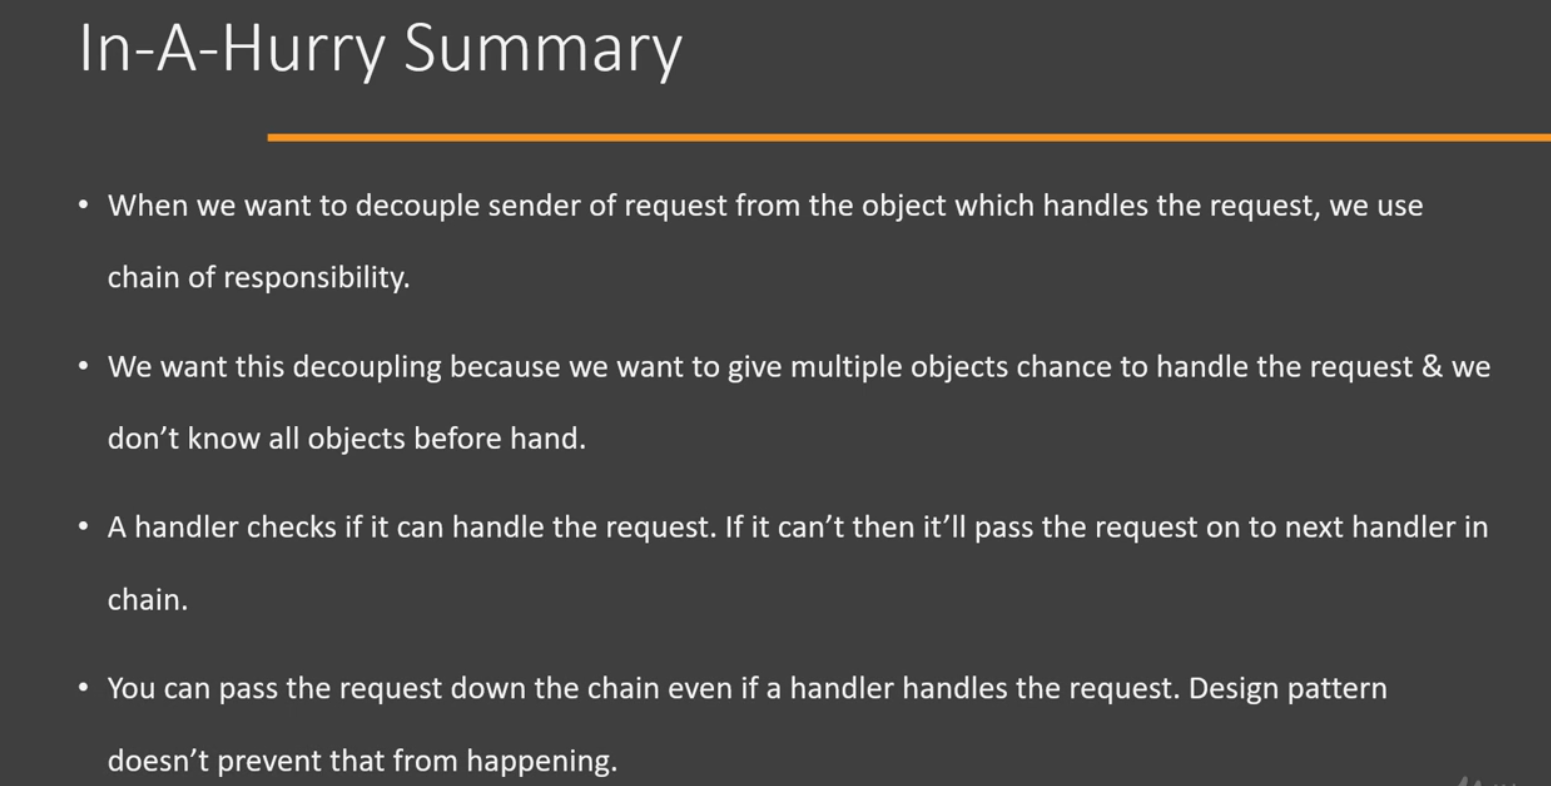 In-A-Hurry Summary
• When we want to decouple sender of request from the object which handles the request, we use
chain of responsibility.
• We want this decoupling because we want to give multiple objects chance to handle the request & we
don’t know all objects before hand.
• A handler checks if it can handle the request. If it can’t then it’ll pass the request on to next handler in
chain.
• You can pass the request down the chain even if a handler handles the request. Design pattern
doesn’t prevent that from happening.